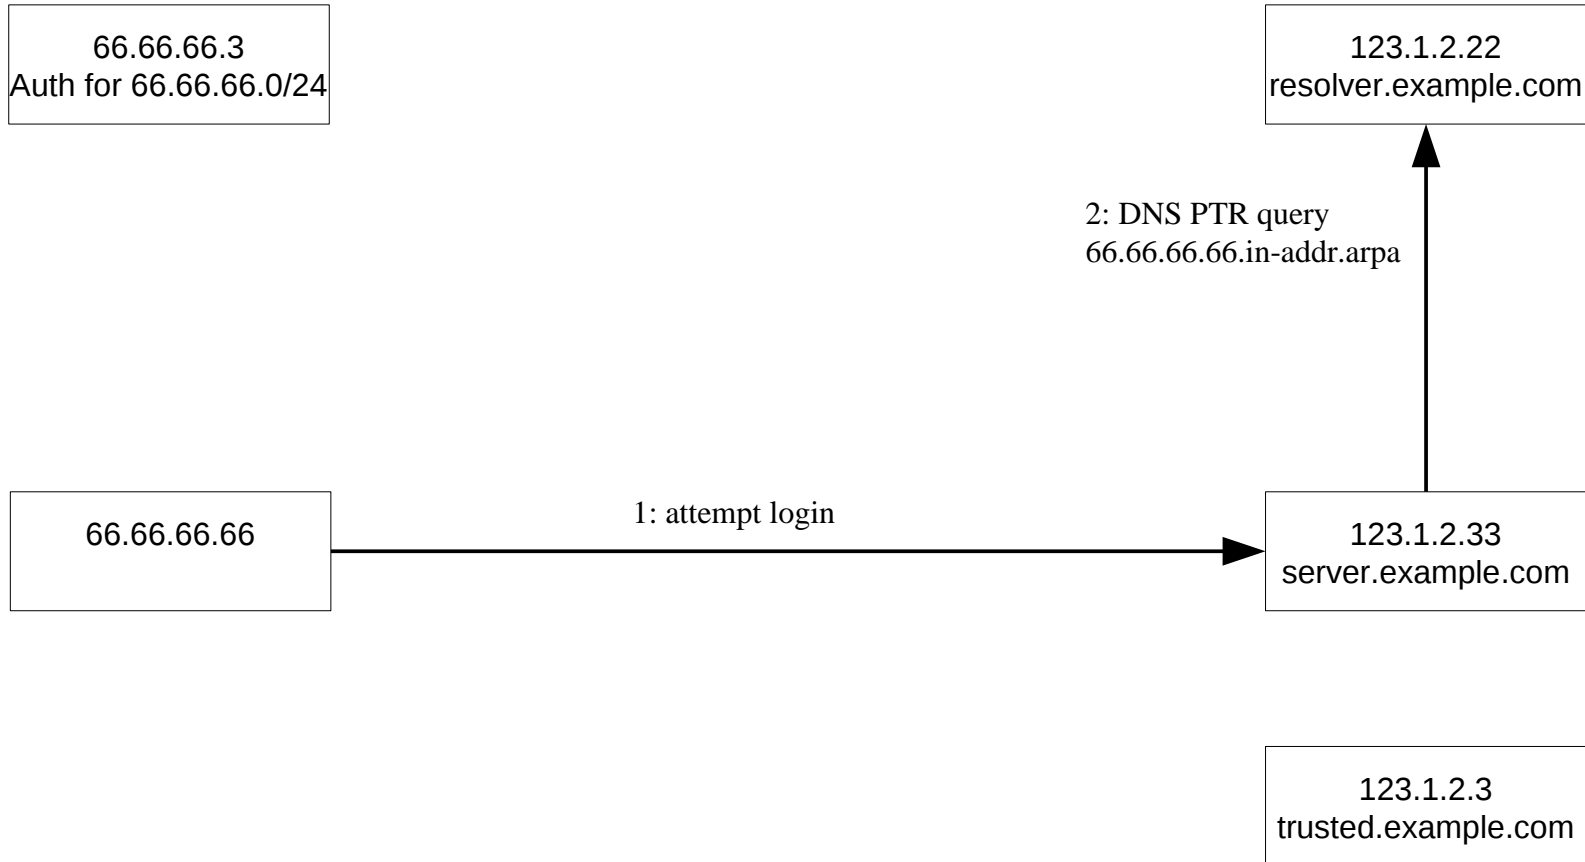 66.66.66.3
Auth for 66.66.66.0/24
123.1.2.22
resolver.example.com
2: DNS PTR query
66.66.66.66.in-addr.arpa
66.66.66.66
1: attempt login
123.1.2.33
server.example.com
123.1.2.3
trusted.example.com